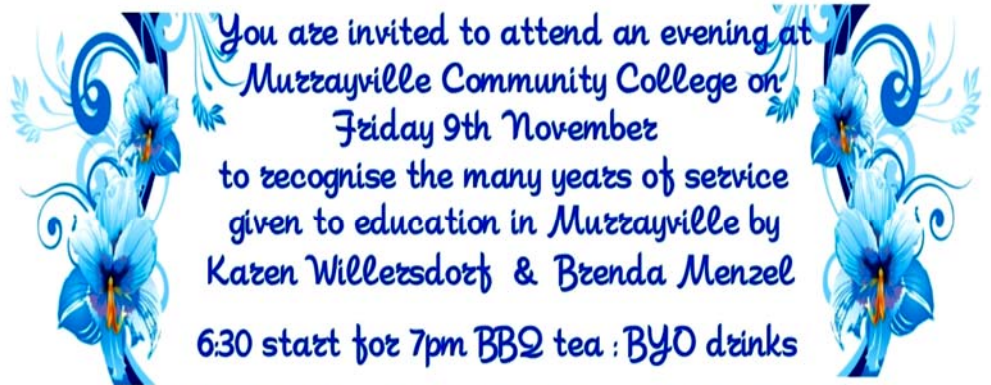 You are invited to attend an evening at
Murrayville Community College on
Friday 9th November
to recognise the many years of service
given to education in Murrayville by
Karen Willersdorf & Brenda Menzel
6:30 start for 7pm BBQ tea : BYO drinks